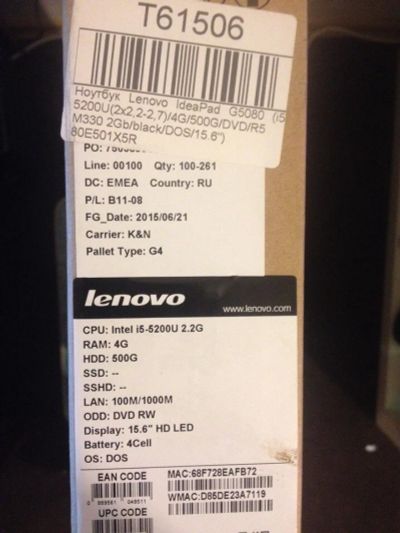 T61506
Ноутбук Lenovo IdeaPad G5080 (i5
5200U(2x2,2-2,7)/4G/500G/DVD/R5
M330 2Gb/black/DOS/15.6")
80E501X5R
Line: 00100 Qty: 100-261
DC: EMEA Country: RU
P/L: B11-08
FG_Date: 2015/06/21
Carrier: K&N
Pallet Type: G4
lenovo
www.lenovo.com
CPU: Intel i5-5200U 2.2G
RAM: 4G
HDD: 500G
SSD: --
SSHD: --
LAN: 100M/1000M
ODD: DVD RW
Display: 15.6" HD LED
Battery: 4Cell
OS: DOS
EAN CODE
MAC:68F728EAFB72
WMAC:D85DE23A7119
UPC CODE